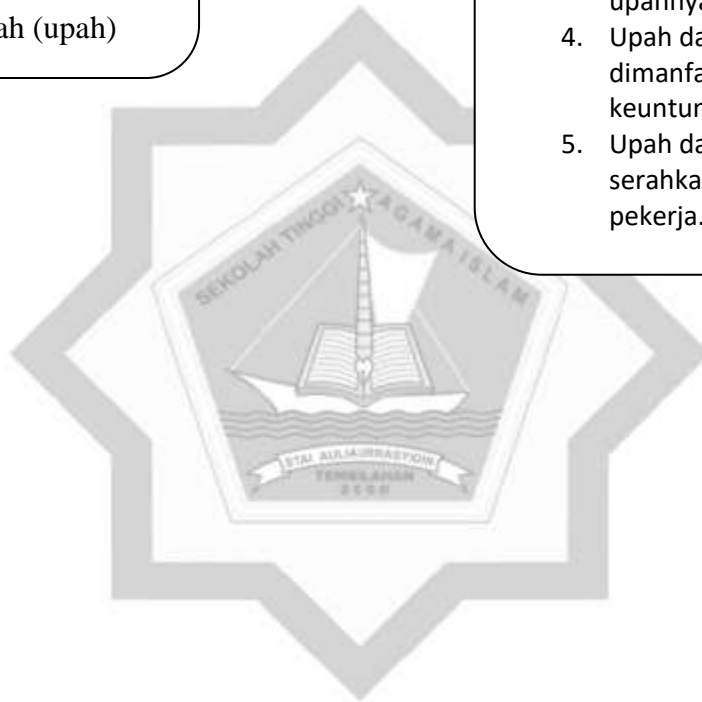 ah (upah)
upahnya
4. Upah da
dimanfa
keuntur
5. Upah da
serahka
pekerja.
SEKOLAH TINGGI AGAMA ISLAM
STAI AULIAURRASYIDIN
TEMBILAHAN